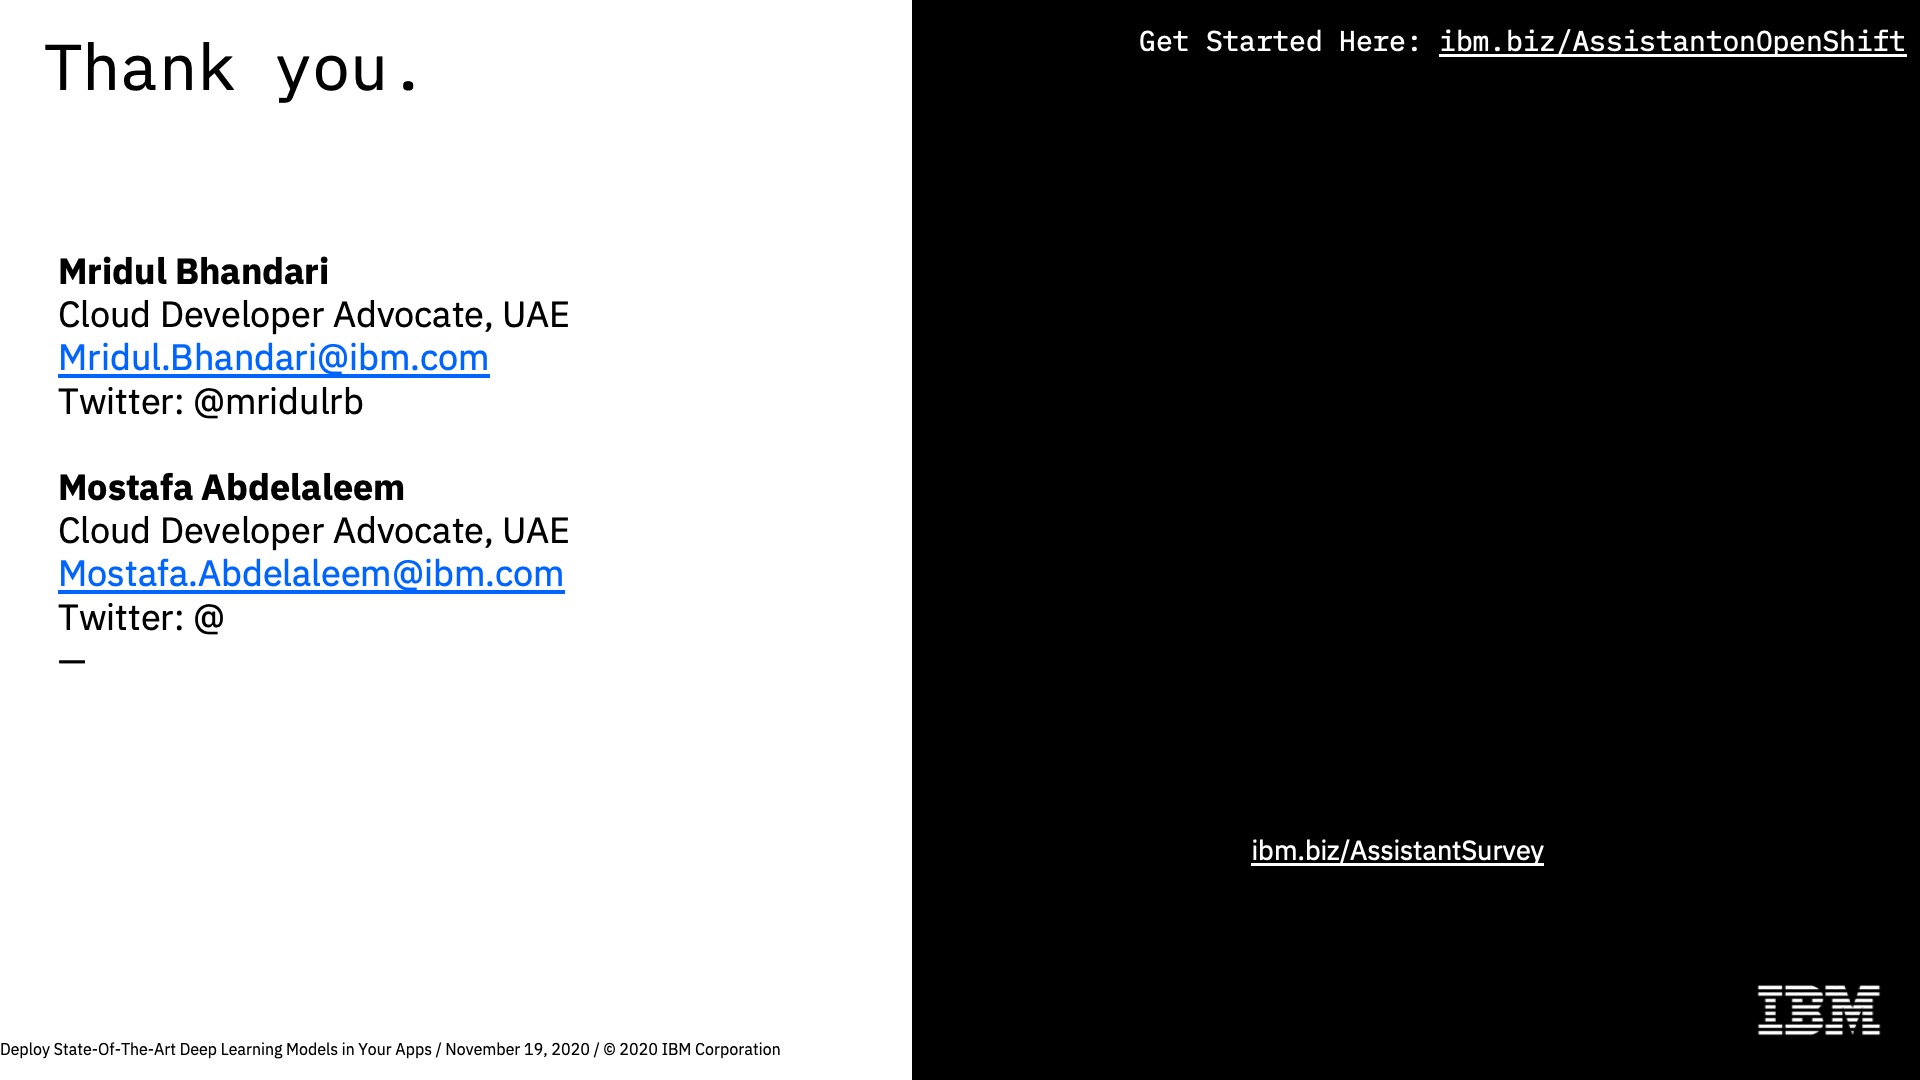 Thank you.
Get Started Here: ibm.biz/AssistantonOpenShift
Mridul Bhandari
Cloud Developer Advocate, UAE
Mridul.Bhandari@ibm.com
Twitter: @mridulrb
Mostafa Abdelaleem
Cloud Developer Advocate, UAE
Mostafa.Abdelaleem@ibm.com
Twitter: @
—
ibm.biz/AssistantSurvey
IBM
Deploy State-Of-The-Art Deep Learning Models in Your Apps / November 19, 2020 / © 2020 IBM Corporation